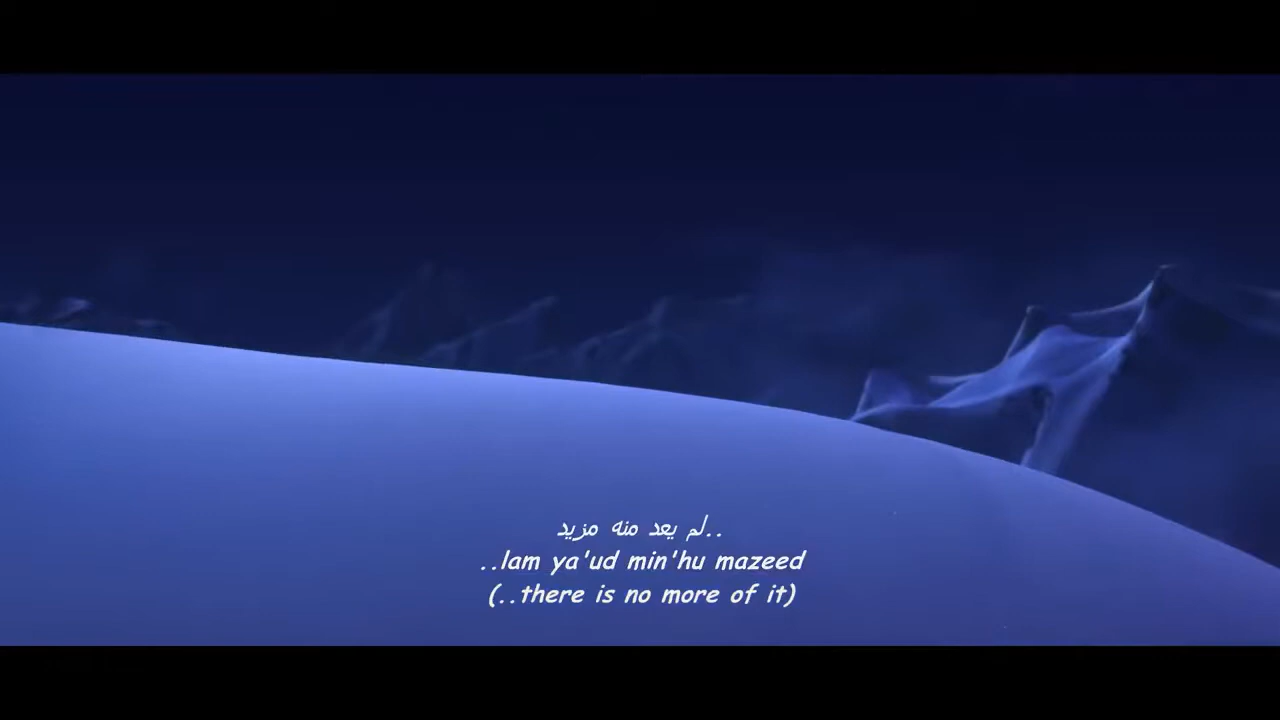 ..لم يعد منه مزيد
..lam ya'ud min'hu mazeed
(..there is no more of it)